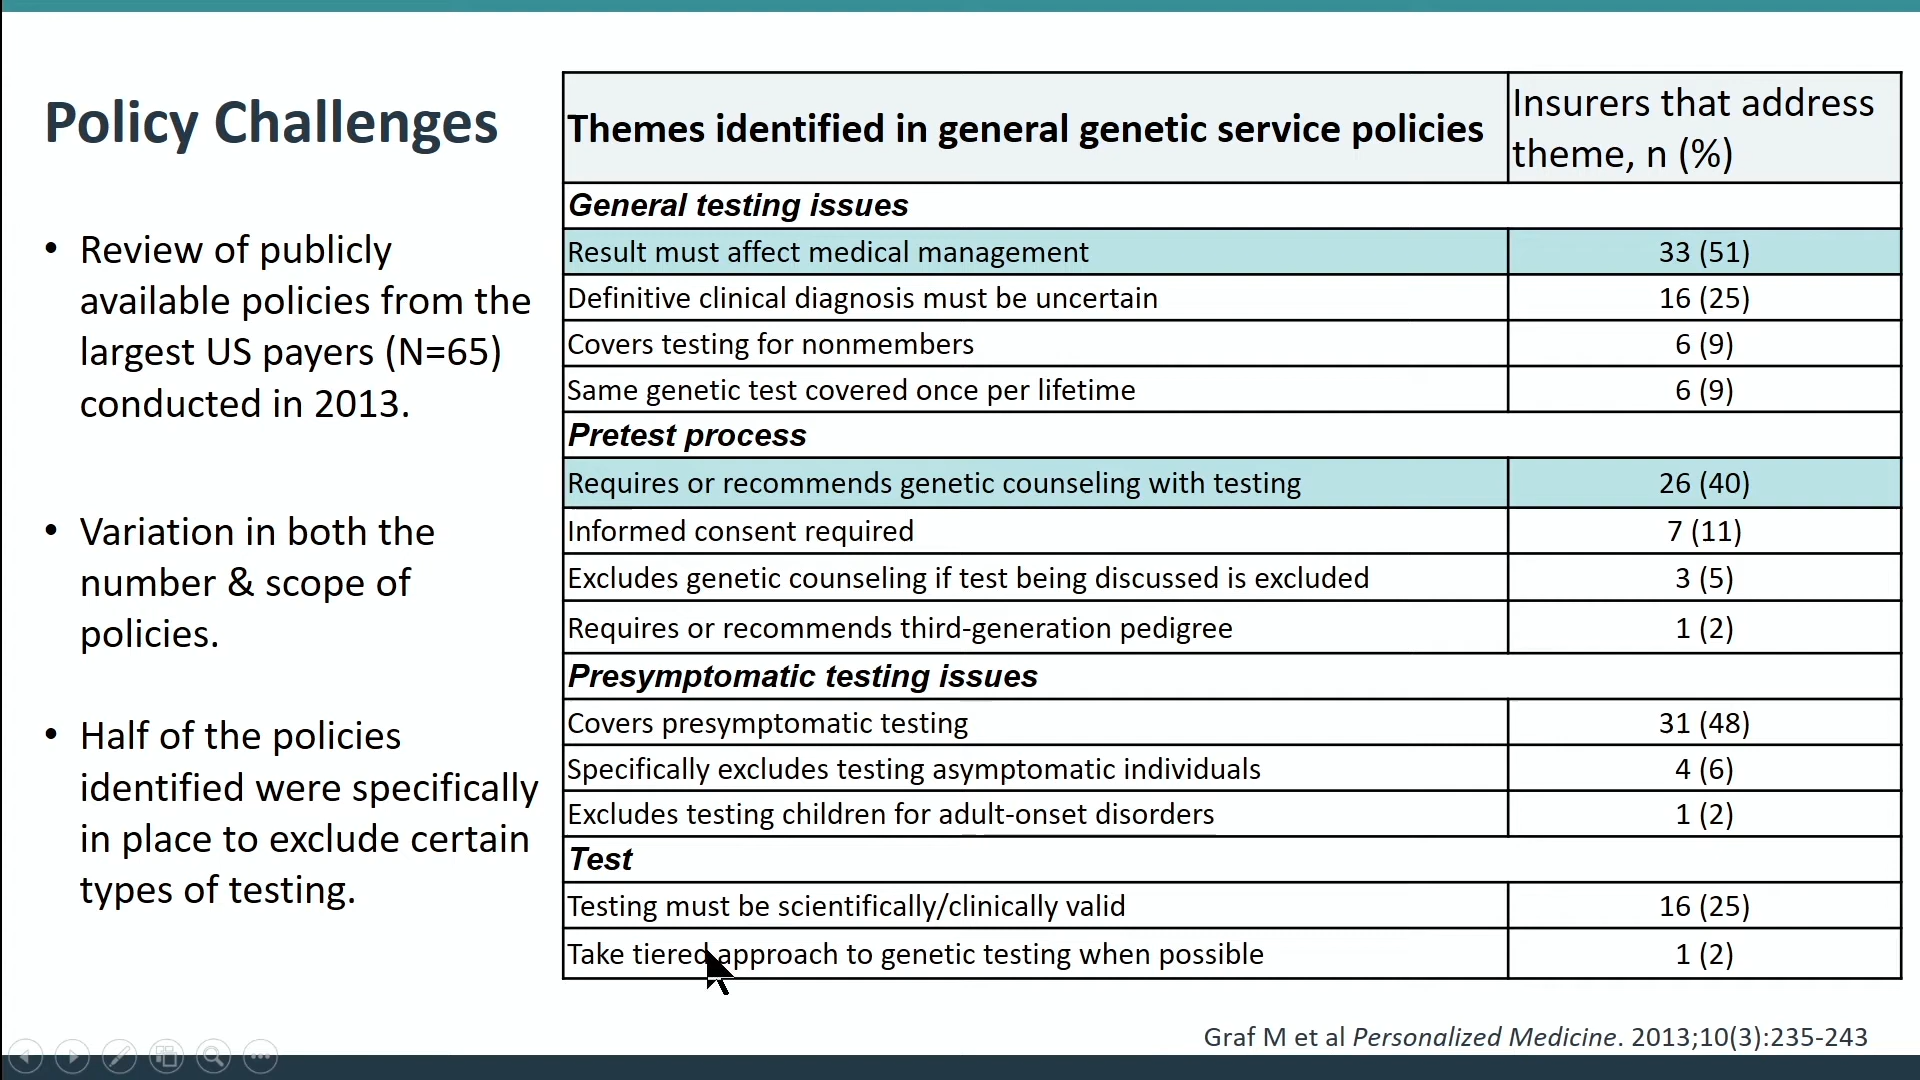 Policy Challenges
• Review of publicly
available policies from the
largest US payers (N=65)
conducted in 2013.
• Variation in both the
number & scope of
policies.
• Half of the policies
identified were specifically
in place to exclude certain
types of testing.
Themes identified in general genetic service policies
Insurers that address
theme, n (%)
General testing issues
Result must affect medical management 33 (51)
Definitive clinical diagnosis must be uncertain 16 (25)
Covers testing for nonmembers 6 (9)
Same genetic test covered once per lifetime 6 (9)
Pretest process
Requires or recommends genetic counseling with testing 26 (40)
Informed consent required 7 (11)
Excludes genetic counseling if test being discussed is excluded 3 (5)
Requires or recommends third-generation pedigree 1 (2)
Presymptomatic testing issues
Covers presymptomatic testing 31 (48)
Specifically excludes testing asymptomatic individuals 4 (6)
Excludes testing children for adult-onset disorders 1 (2)
Test
Testing must be scientifically/clinically valid 16 (25)
Take tiered approach to genetic testing when possible 1 (2)
Graf M et al Personalized Medicine. 2013;10(3):235-243